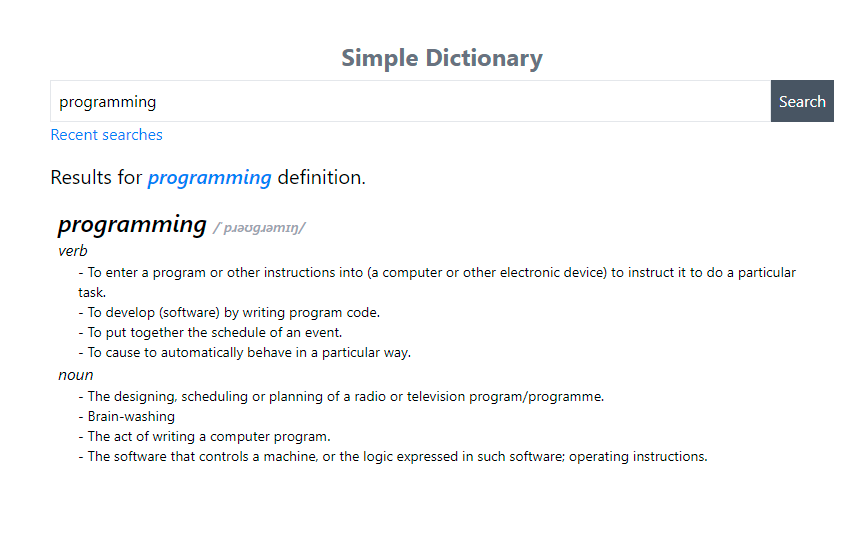 Simple Dictionary
programming
Search
Recent searches
Results for programming definition.
programming /ˈpɹəʊɡɹəmɪŋ/
verb
- To enter a program or other instructions into (a computer or other electronic device) to instruct it to do a particular
task.
- To develop (software) by writing program code.
- To put together the schedule of an event.
- To cause to automatically behave in a particular way.
noun
- The designing, scheduling or planning of a radio or television program/programme.
- Brain-washing
- The act of writing a computer program.
- The software that controls a machine, or the logic expressed in such software; operating instructions.